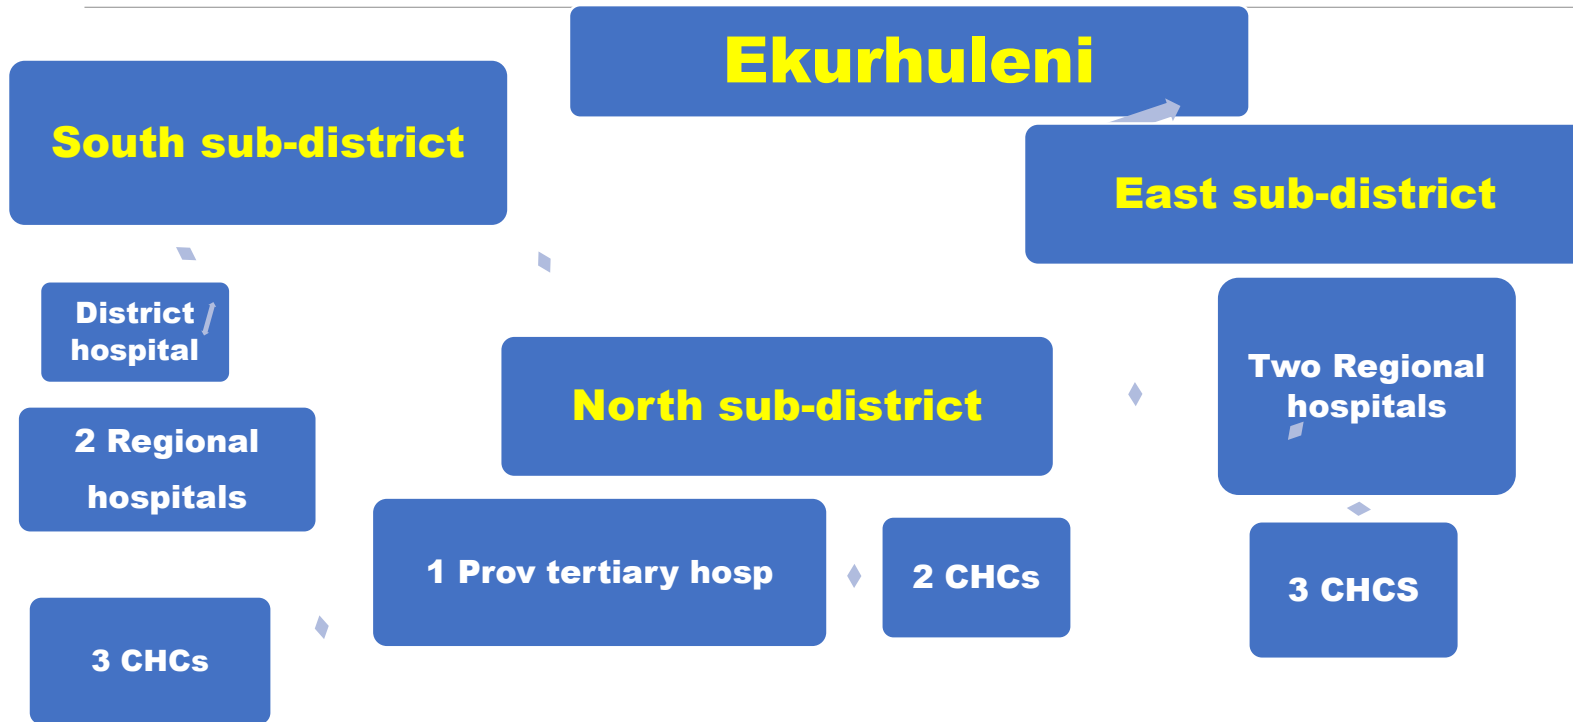 Ekurhuleni
South sub-district
District
hospital
2 Regional
hospitals
3 CHCs
North sub-district
1 Prov tertiary hosp
2 CHCs
East sub-district
Two Regional
hospitals
3 CHCS